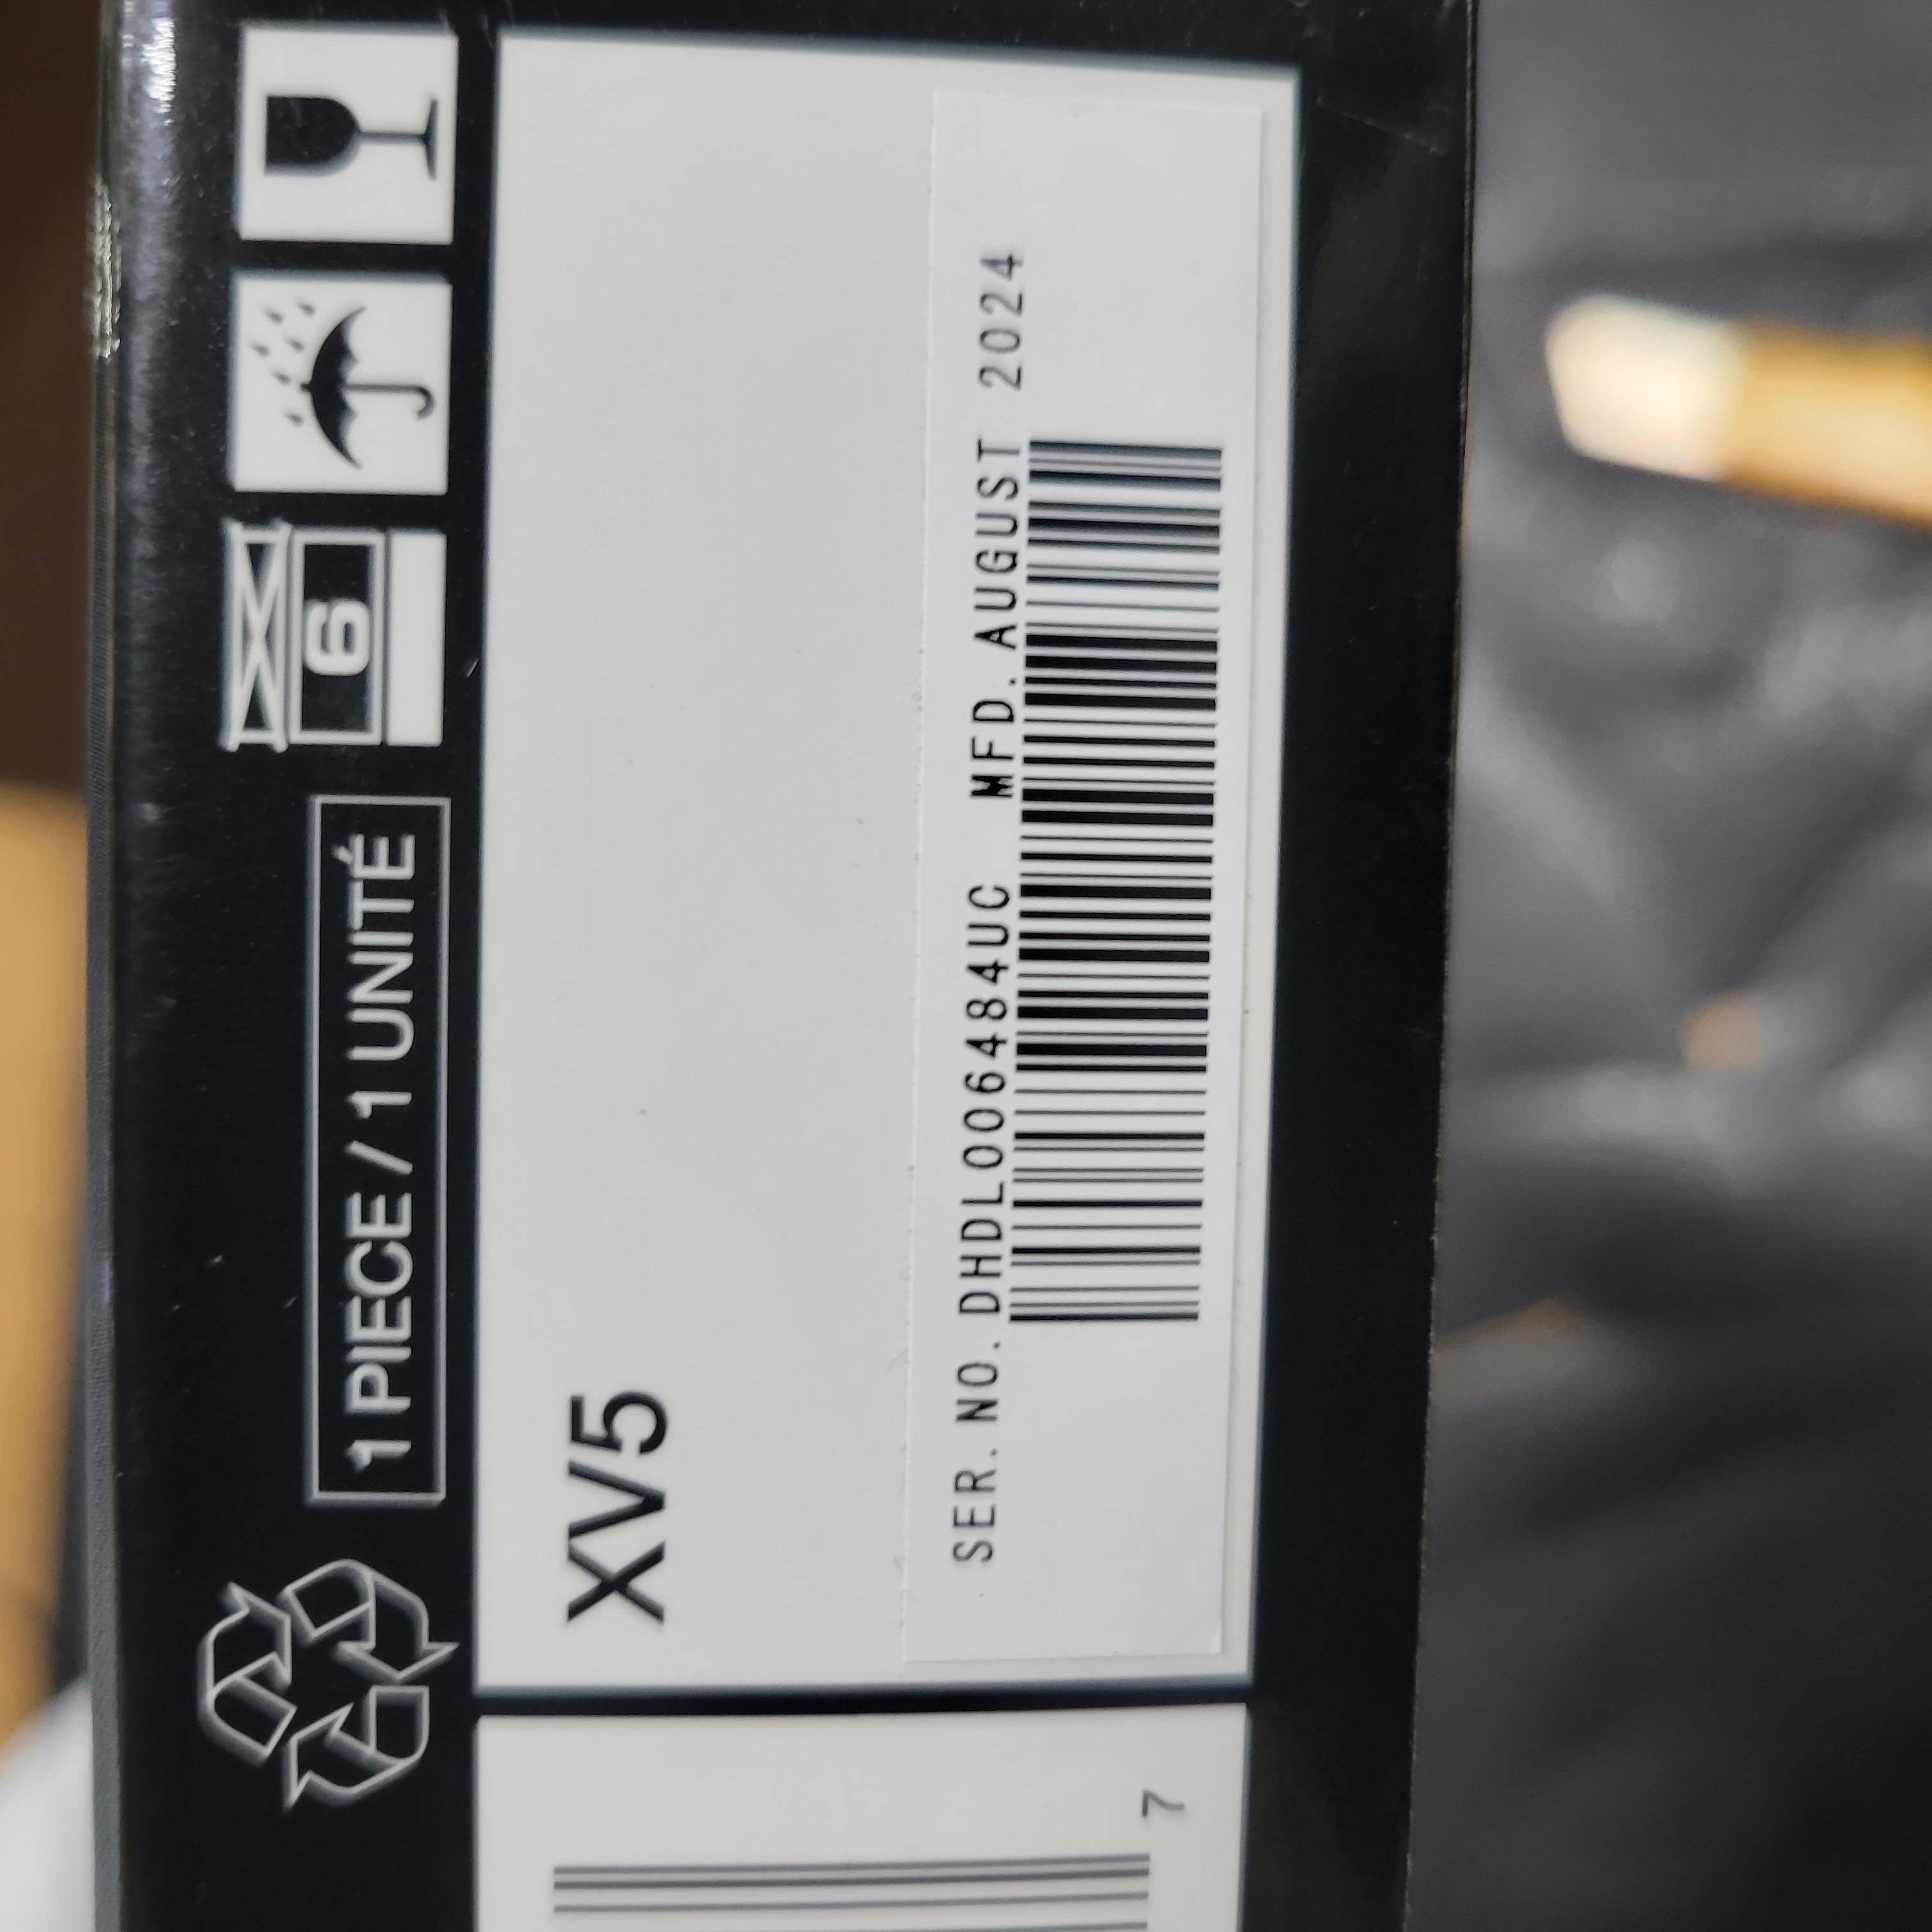 6
1 PIECE / 1 UNITÉ
XV5
SER. NO. DHDL006484UC MFD. AUGUST 2024
7